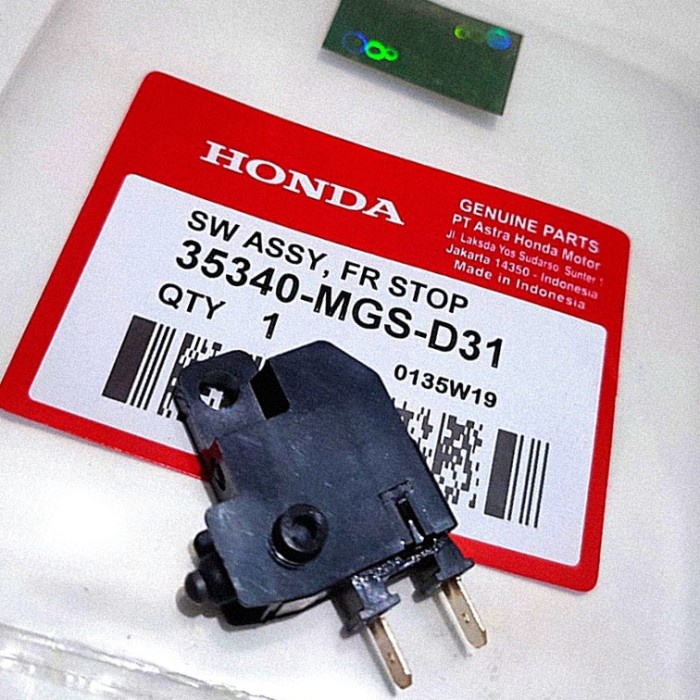 HONDA
GENUINE PARTS
PT Astra Honda Motor
Jl. Laksda Yos Sudarso Sunter 1
Jakarta 14350 - Indonesia
Made in Indonesia
SW ASSY, FR STOP
35340-MGS-D31
QTY 1
0135W19